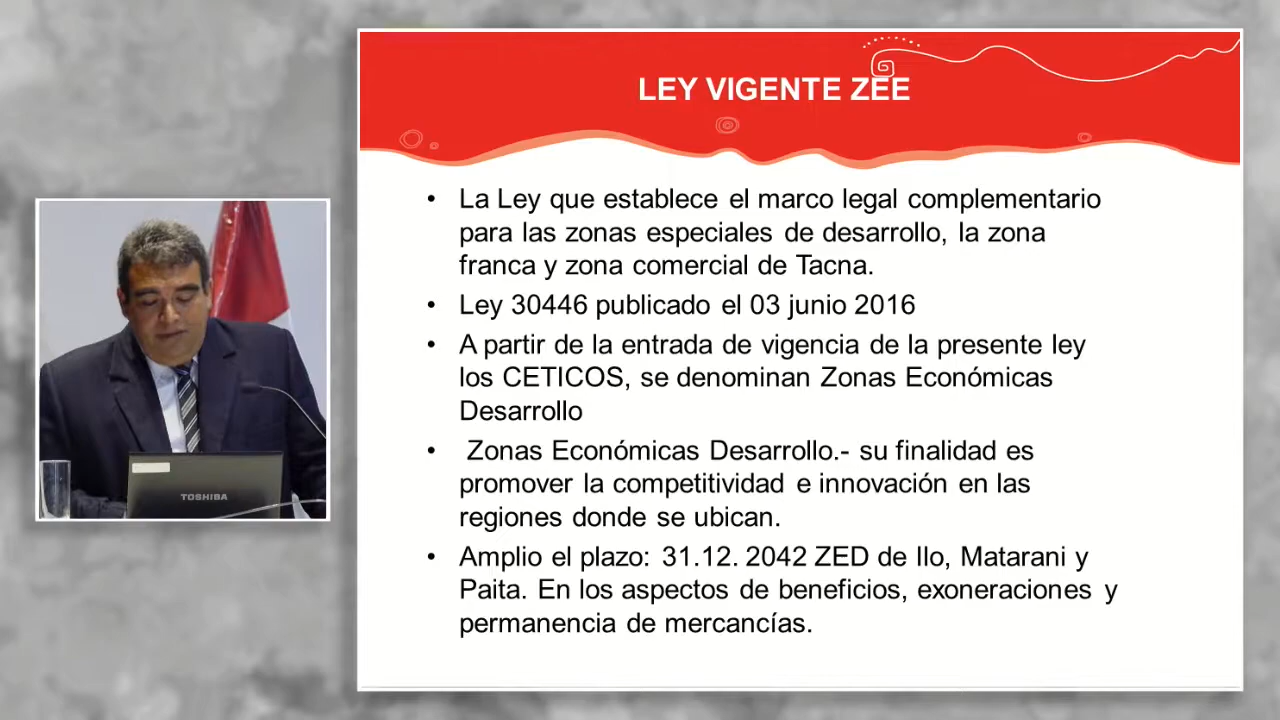 LEY VIGENTE ZEE
• La Ley que establece el marco legal complementario
para las zonas especiales de desarrollo, la zona
franca y zona comercial de Tacna.
• Ley 30446 publicado el 03 junio 2016
• A partir de la entrada de vigencia de la presente ley
los CETICOS, se denominan Zonas Económicas
Desarrollo
• Zonas Económicas Desarrollo.- su finalidad es
promover la competitividad e innovación en las
regiones donde se ubican.
• Amplio el plazo: 31.12. 2042 ZED de Ilo, Matarani y
Paita. En los aspectos de beneficios, exoneraciones y
permanencia de mercancías.
TOSHIBA